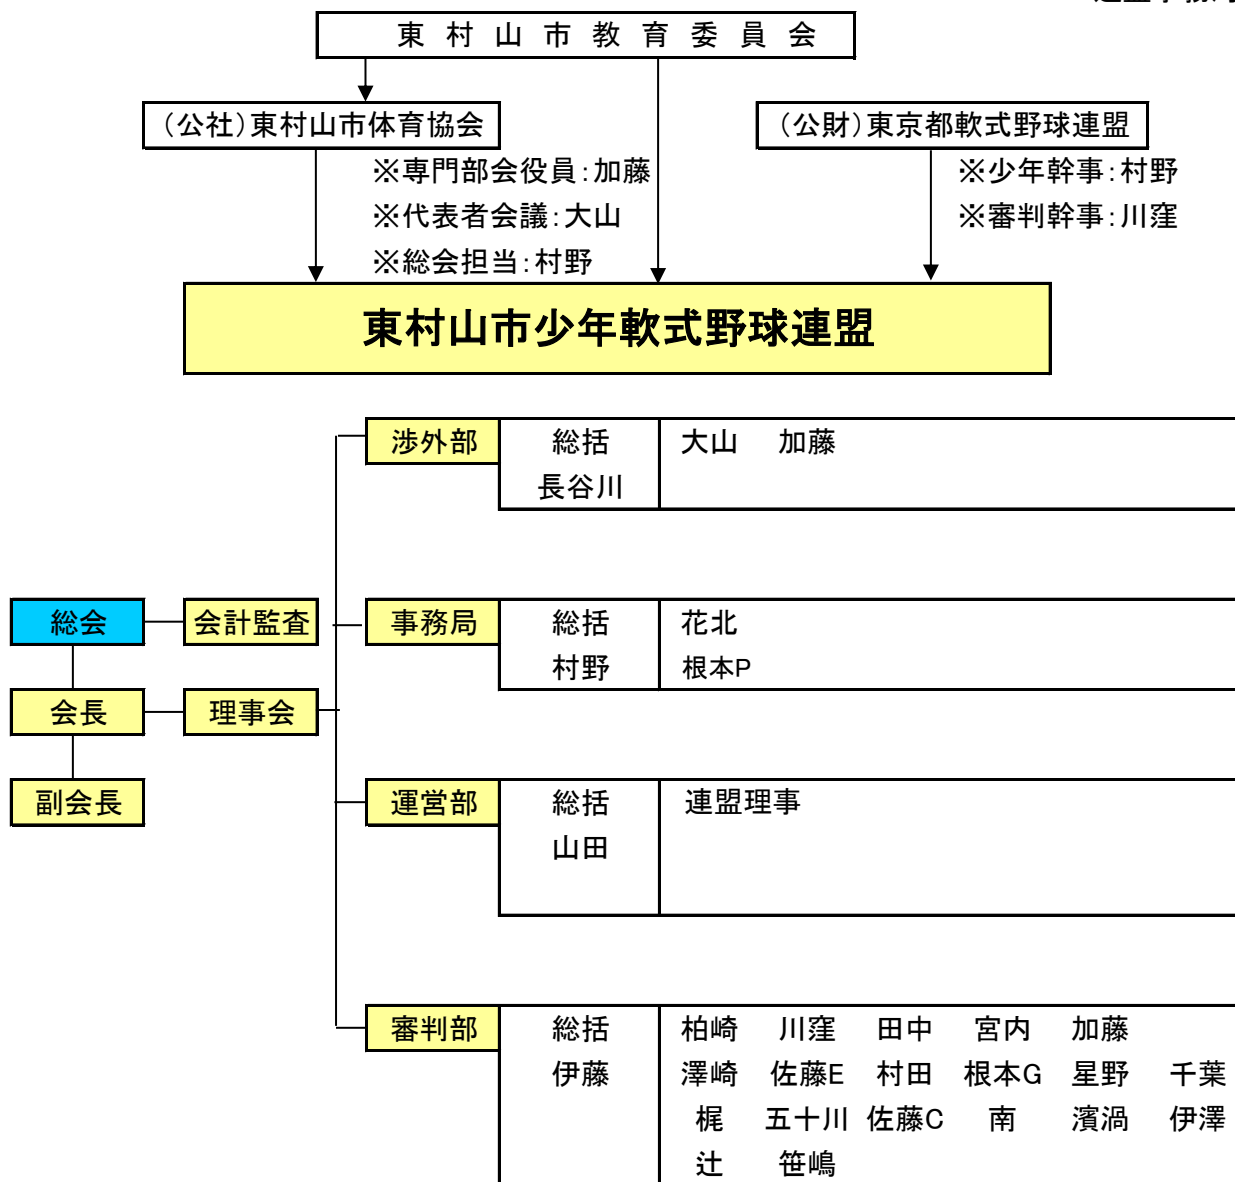 東村山市教育委員会
（公社）東村山市体育協会
（公財）東京都軟式野球連盟
※専門部会役員：加藤
※代表者会議：大山
※総会担当：村野
※少年幹事：村野
※審判幹事：川窪
東村山市少年軟式野球連盟
渉外部 総括 大山 加藤
長谷川
総会 会計監査 事務局 総括 花北
村野 根本P
会長 理事会
副会長 運営部 総括 連盟理事
山田
審判部 総括 柏崎 川窪 田中 宮内 加藤
伊藤 澤崎 佐藤E 村田 根本G 星野 千葉
梶 五十川 佐藤C 南 濱渦 伊澤
辻 笹嶋